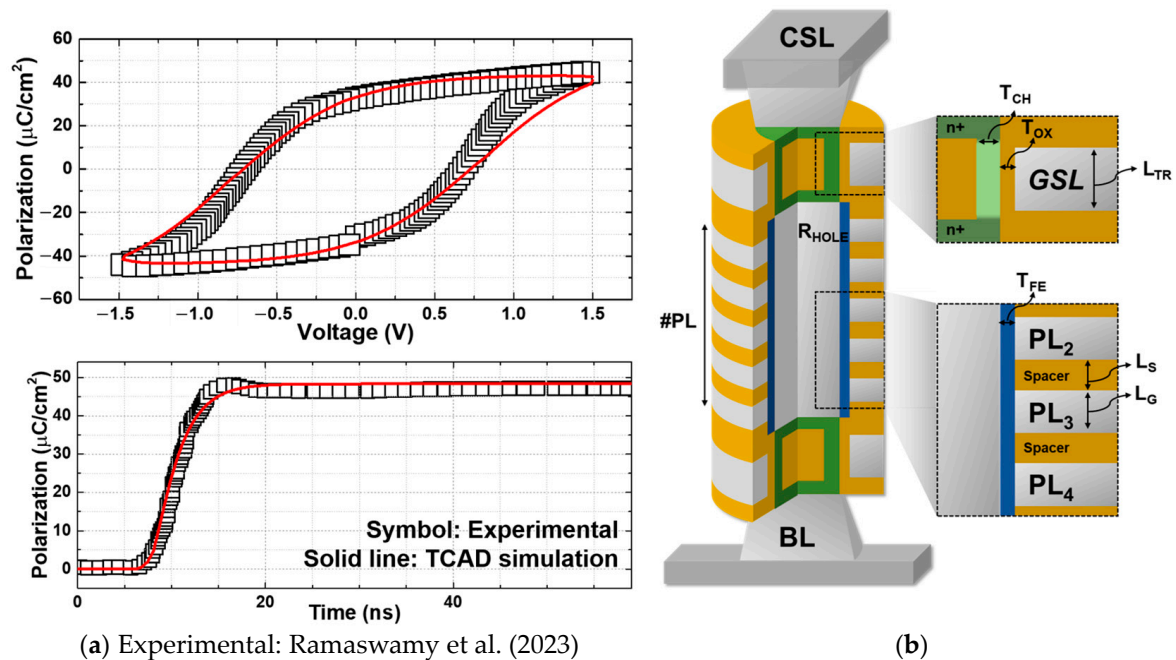 60
40
20
0
−20
−40
−60
Polarization (μC/cm²)
−1.5 −1.0 −0.5 0.0 0.5 1.0 1.5
Voltage (V)
50
40
30
20
10
0
Polarization (μC/cm²)
Symbol: Experimental
Solid line: TCAD simulation
0 20 40
Time (ns)
(a) Experimental: Ramaswamy et al. (2023)
CSL
R_HOLE
#PL
BL
T_CH
n+
T_OX
GSL
L_TR
n+
T_FE
PL₂
Spacer
L_S
PL₃
L_G
Spacer
PL₄
(b)